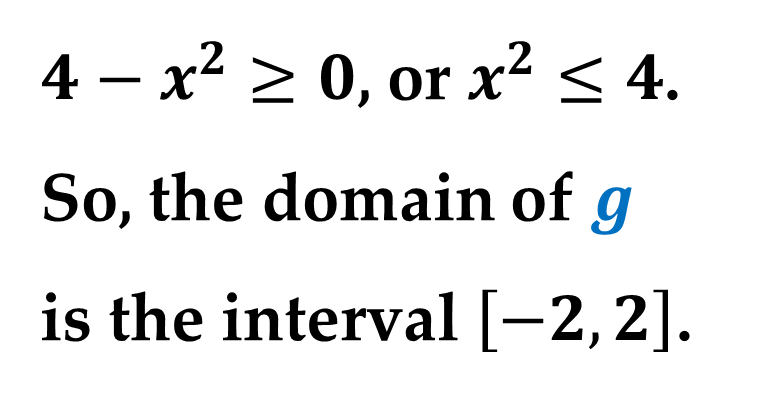 4 − x² ≥ 0, or x² ≤ 4.
So, the domain of g
is the interval [−2, 2].